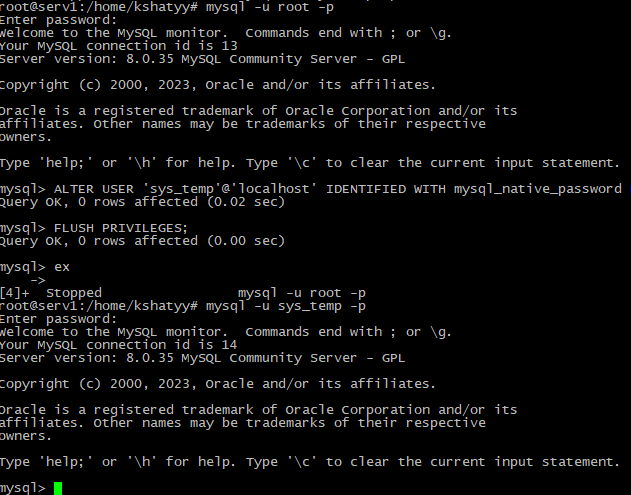 root@serv1:/home/kshatyy# mysql -u root -p
Enter password:
Welcome to the MySQL monitor.  Commands end with ; or \g.
Your MySQL connection id is 13
Server version: 8.0.35 MySQL Community Server - GPL
Copyright (c) 2000, 2023, Oracle and/or its affiliates.
Oracle is a registered trademark of Oracle Corporation and/or its
affiliates. Other names may be trademarks of their respective
owners.
Type 'help;' or '\h' for help. Type '\c' to clear the current input statement.
mysql> ALTER USER 'sys_temp'@'localhost' IDENTIFIED WITH mysql_native_password
Query OK, 0 rows affected (0.02 sec)
mysql> FLUSH PRIVILEGES;
Query OK, 0 rows affected (0.00 sec)
mysql> ex
    ->
[4]+  Stopped                 mysql -u root -p
root@serv1:/home/kshatyy# mysql -u sys_temp -p
Enter password:
Welcome to the MySQL monitor.  Commands end with ; or \g.
Your MySQL connection id is 14
Server version: 8.0.35 MySQL Community Server - GPL
Copyright (c) 2000, 2023, Oracle and/or its affiliates.
Oracle is a registered trademark of Oracle Corporation and/or its
affiliates. Other names may be trademarks of their respective
owners.
Type 'help;' or '\h' for help. Type '\c' to clear the current input statement.
mysql>